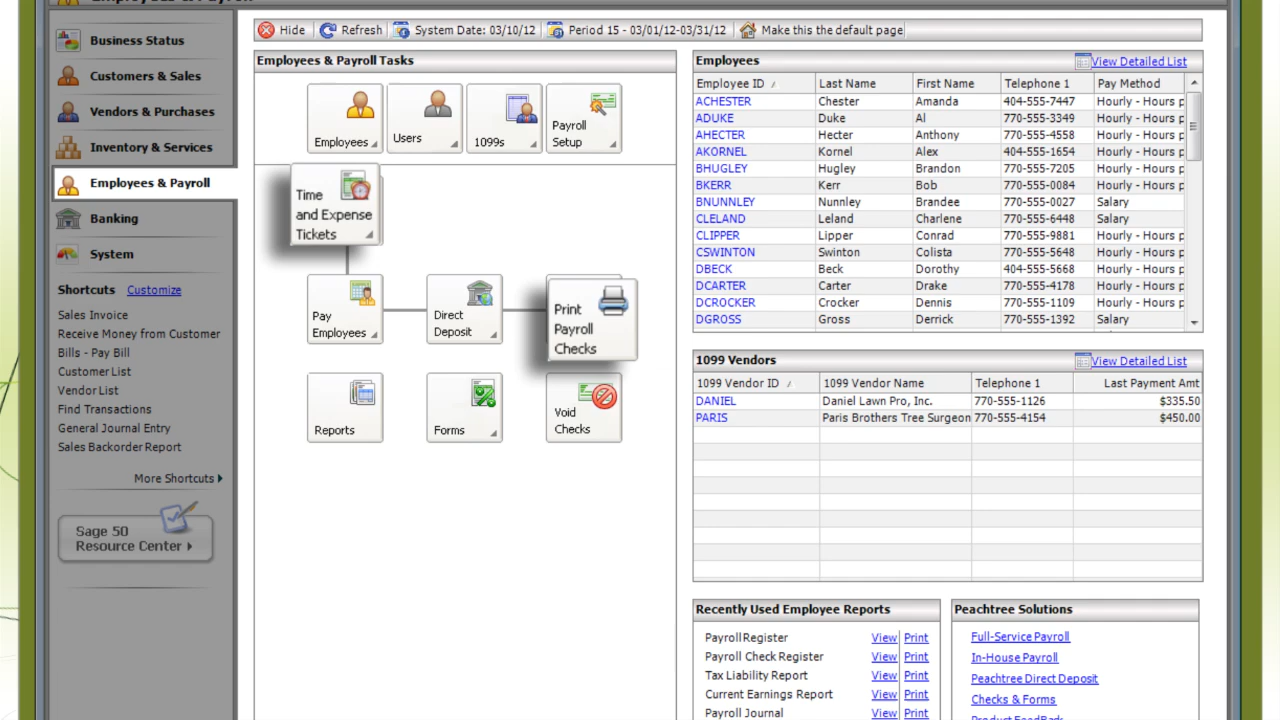 Employees & Payroll
Business Status
Customers & Sales
Vendors & Purchases
Inventory & Services
Employees & Payroll
Banking
System
Shortcuts Customize
Sales Invoice
Receive Money from Customer
Bills - Pay Bill
Customer List
Vendor List
Find Transactions
General Journal Entry
Sales Backorder Report
More Shortcuts
Sage 50
Resource Center
Hide Refresh System Date: 03/10/12 Period 15 - 03/01/12-03/31/12 Make this the default page
Employees & Payroll Tasks
Employees
Users
1099s
Payroll
Setup
Time
and Expense
Tickets
Pay
Employees
Direct
Deposit
Print
Payroll
Checks
Reports
Forms
Void
Checks
Employees View Detailed List
Employee ID Last Name First Name Telephone 1 Pay Method
ACHESTER Chester Amanda 404-555-7447 Hourly - Hours p
ADUKE Duke Al 770-555-3349 Hourly - Hours p
AHECTER Hecter Anthony 770-555-4558 Hourly - Hours p
AKORNEL Kornel Alex 404-555-1654 Hourly - Hours p
BHUGLEY Hugley Brandon 770-555-7205 Hourly - Hours p
BKERR Kerr Bob 770-555-0084 Hourly - Hours p
BNUNNLEY Nunnley Brandee 770-555-0027 Salary
CLELAND Leland Charlene 770-555-6448 Salary
CLIPPER Lipper Conrad 770-555-9881 Hourly - Hours p
CSWINTON Swinton Colista 770-555-5648 Hourly - Hours p
DBECK Beck Dorothy 404-555-5668 Hourly - Hours p
DCARTER Carter Drake 770-555-4178 Hourly - Hours p
DCROCKER Crocker Dennis 770-555-1109 Hourly - Hours p
DGROSS Gross Derrick 770-555-1392 Salary
1099 Vendors View Detailed List
1099 Vendor ID 1099 Vendor Name Telephone 1 Last Payment Amt
DANIEL Daniel Lawn Pro, Inc. 770-555-1126 $335.50
PARIS Paris Brothers Tree Surgeon 770-555-4154 $450.00
Recently Used Employee Reports
Payroll Register View Print
Payroll Check Register View Print
Tax Liability Report View Print
Current Earnings Report View Print
Payroll Journal View Print
Peachtree Solutions
Full-Service Payroll
In-House Payroll
Peachtree Direct Deposit
Checks & Forms
Product FeedBack